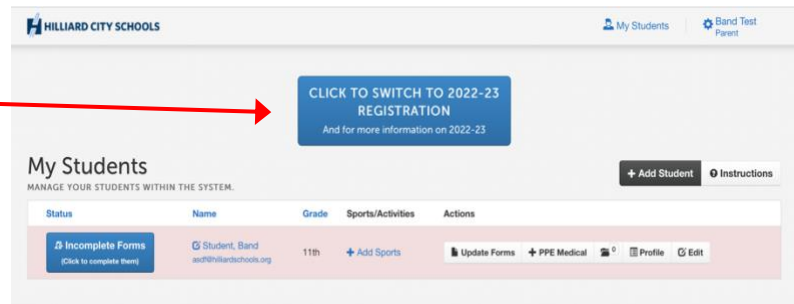 HILLIARD CITY SCHOOLS
My Students
Band Test
Parent
CLICK TO SWITCH TO 2022-23
REGISTRATION
And for more information on 2022-23
My Students
MANAGE YOUR STUDENTS WITHIN THE SYSTEM.
+ Add Student
Instructions
Status Name Grade Sports/Activities Actions
Incomplete Forms
(Click to complete them)
Student, Band
asdf@hilliardschools.org
11th
+ Add Sports
Update Forms + PPE Medical 0 Profile Edit